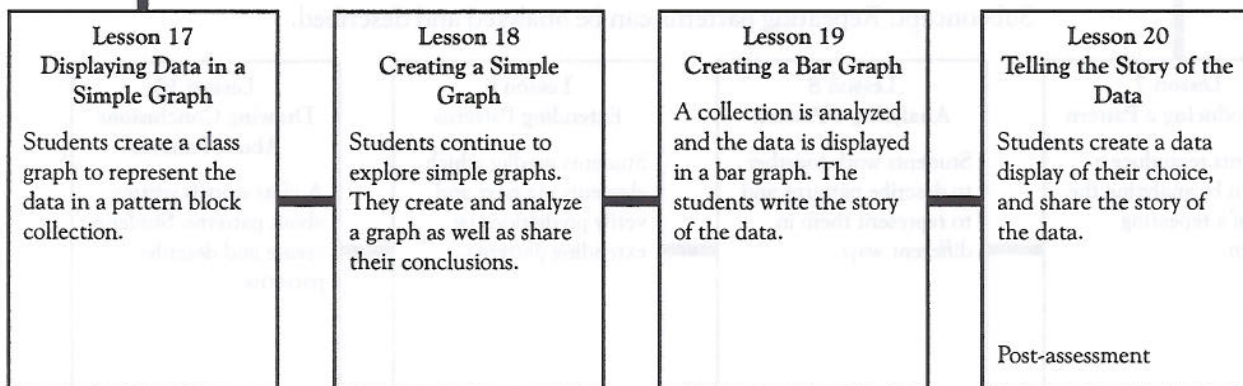 Lesson 17
Displaying Data in a
Simple Graph
Students create a class
graph to represent the
data in a pattern block
collection.
Lesson 18
Creating a Simple
Graph
Students continue to
explore simple graphs.
They create and analyze
a graph as well as share
their conclusions.
Lesson 19
Creating a Bar Graph
A collection is analyzed
and the data is displayed
in a bar graph. The
students write the story
of the data.
Lesson 20
Telling the Story of the
Data
Students create a data
display of their choice,
and share the story of
the data.
Post-assessment